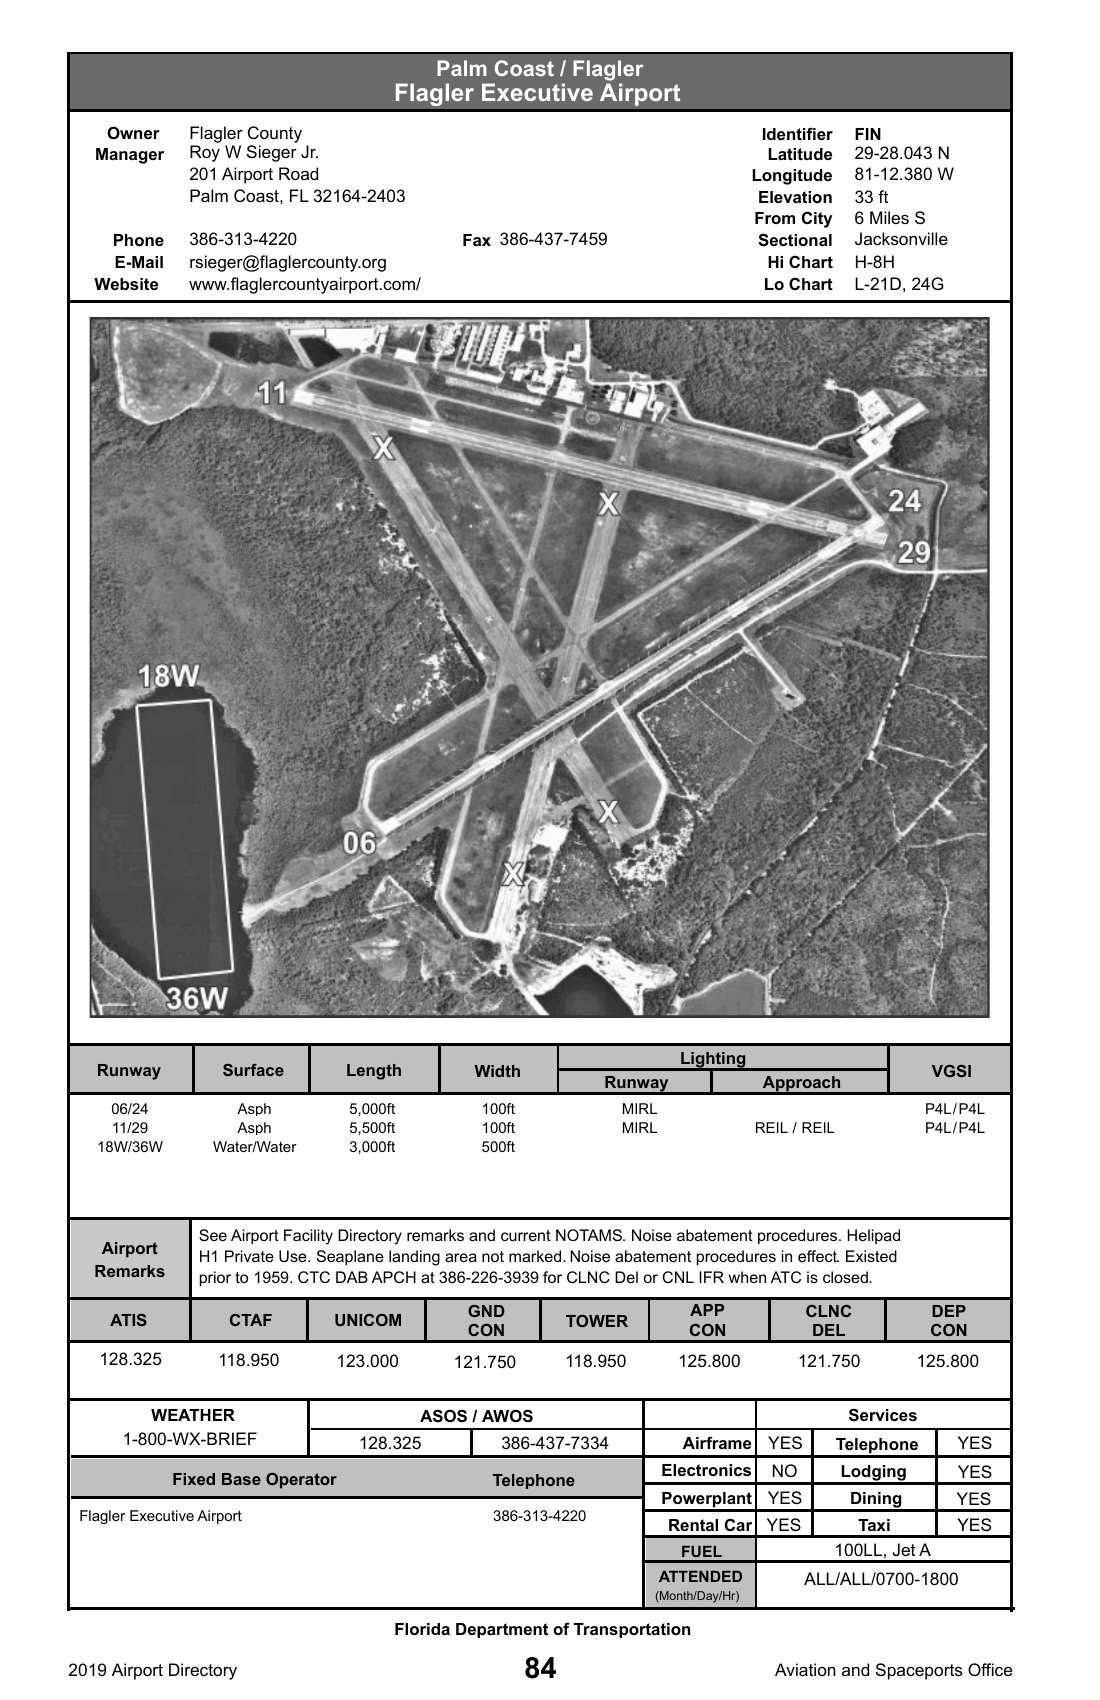 Palm Coast / Flagler
Flagler Executive Airport
Owner Flagler County
Manager Roy W Sieger Jr.
201 Airport Road
Palm Coast, FL 32164-2403
Phone 386-313-4220 Fax 386-437-7459
E-Mail rsieger@flaglercounty.org
Website www.flaglercountyairport.com/
Identifier FIN
Latitude 29-28.043 N
Longitude 81-12.380 W
Elevation 33 ft
From City 6 Miles S
Sectional Jacksonville
Hi Chart H-8H
Lo Chart L-21D, 24G
11
X
X
24
29
18W
06
X
X
36W
Runway Surface Length Width Lighting VGSI
Runway Approach
06/24 Asph 5,000ft 100ft MIRL P4L/P4L
11/29 Asph 5,500ft 100ft MIRL REIL / REIL P4L/P4L
18W/36W Water/Water 3,000ft 500ft
Airport Remarks
See Airport Facility Directory remarks and current NOTAMS. Noise abatement procedures. Helipad
H1 Private Use. Seaplane landing area not marked. Noise abatement procedures in effect. Existed
prior to 1959. CTC DAB APCH at 386-226-3939 for CLNC Del or CNL IFR when ATC is closed.
ATIS CTAF UNICOM GND CON TOWER APP CON CLNC DEL DEP CON
128.325 118.950 123.000 121.750 118.950 125.800 121.750 125.800
WEATHER ASOS / AWOS Services
1-800-WX-BRIEF 128.325 386-437-7334
Airframe YES Telephone YES
Electronics NO Lodging YES
Powerplant YES Dining YES
Rental Car YES Taxi YES
FUEL 100LL, Jet A
ATTENDED ALL/ALL/0700-1800
(Month/Day/Hr)
Fixed Base Operator Telephone
Flagler Executive Airport 386-313-4220
Florida Department of Transportation
2019 Airport Directory 84 Aviation and Spaceports Office